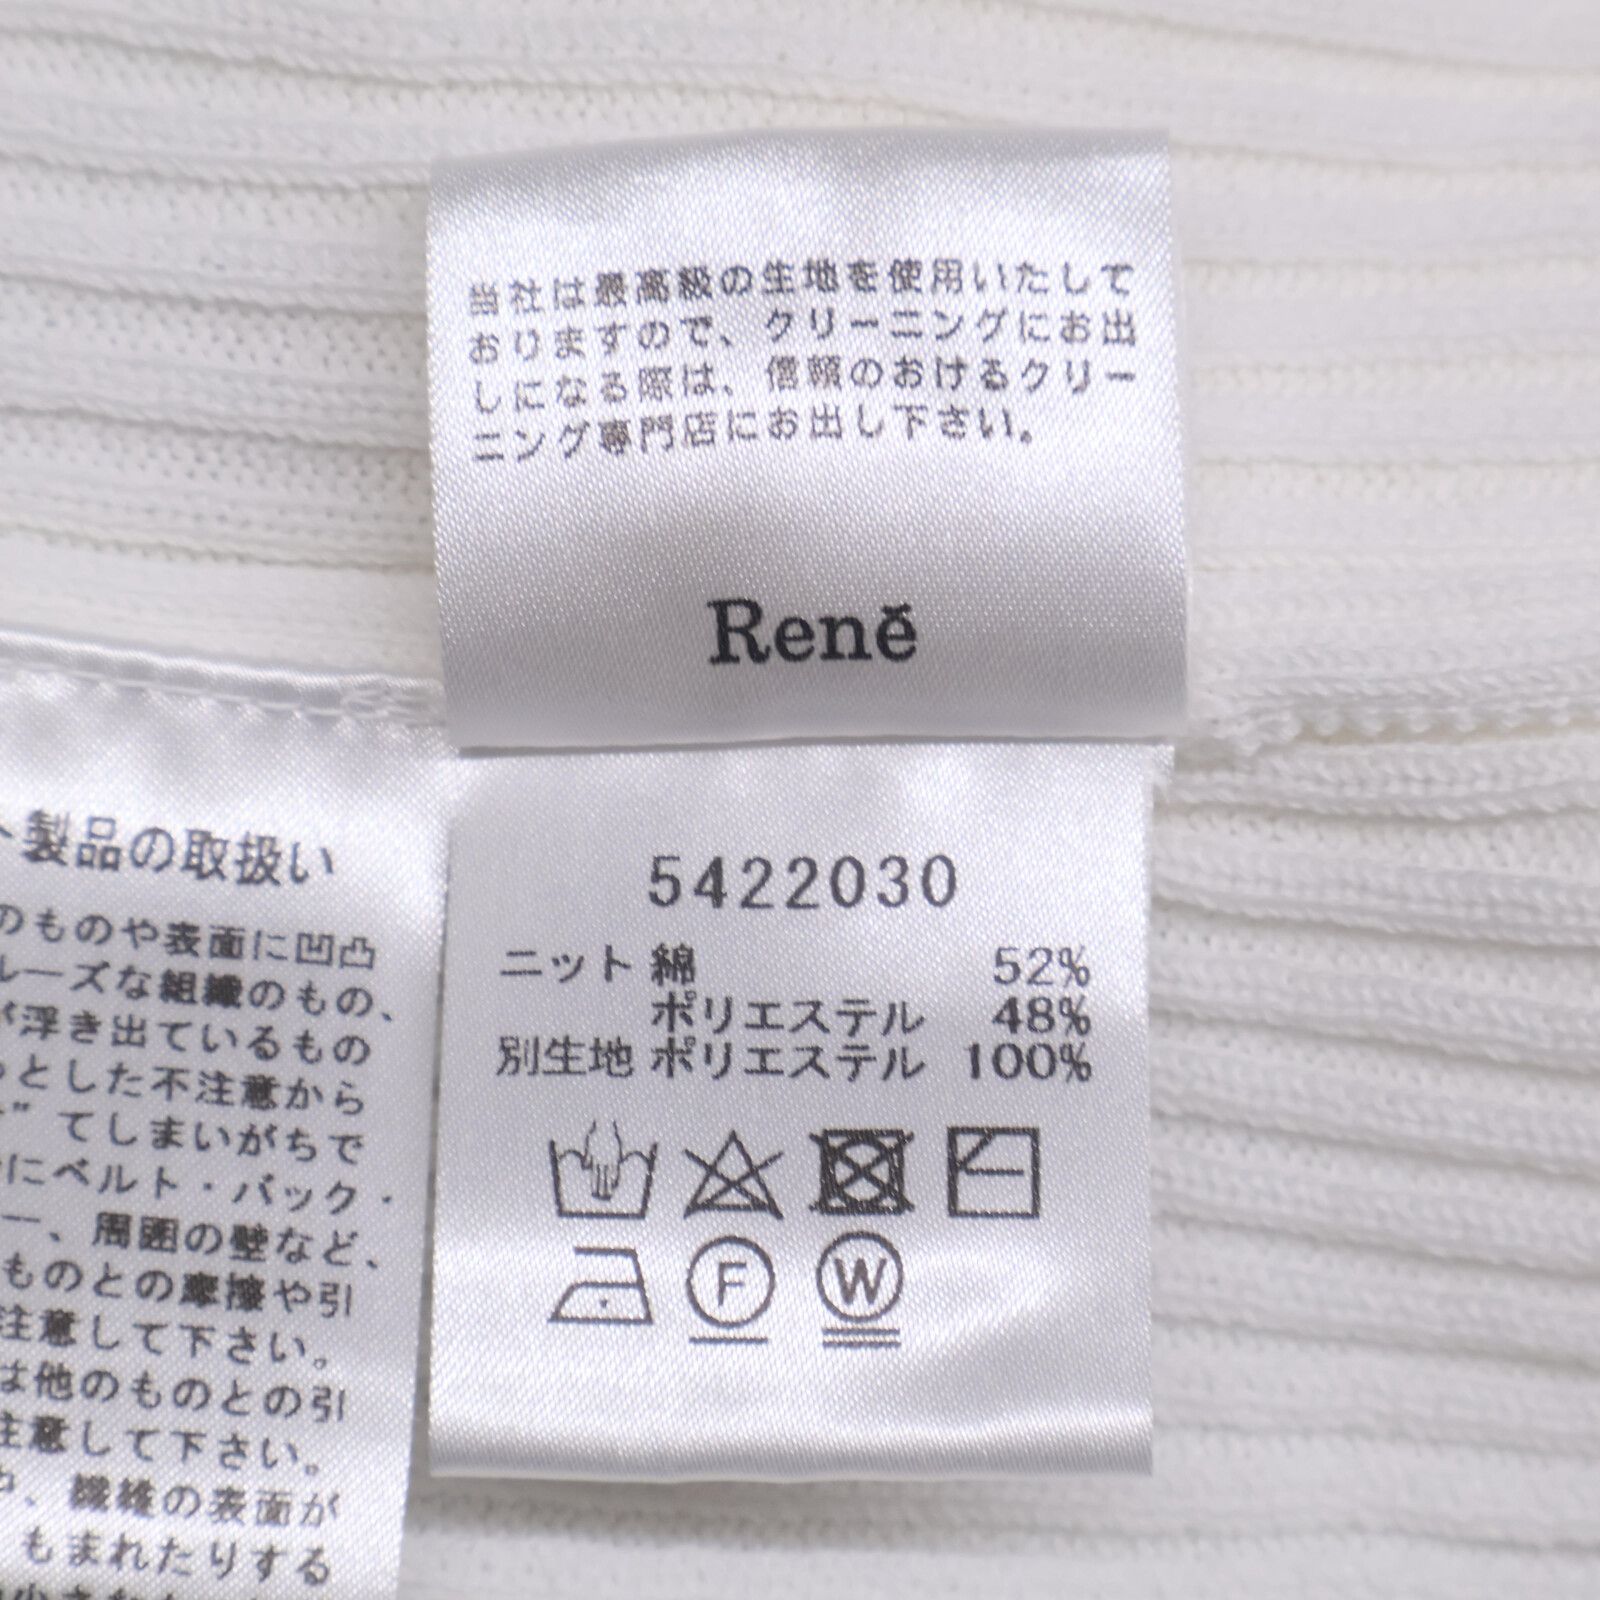 当社は最高級の生地を使用いたして
おりますので、クリーニングにお出
しになる際は、信頼のおけるクリー
ニング専門店にお出し下さい。
René
製品の取扱い
のものや表面に凹凸
ルーズな組織のもの、
が浮き出ているもの
っとした不注意から
” てしまいがちで
にベルト・バック・
ー、周囲の壁など、
ものとの摩擦や引
注意して下さい。
は他のものとの引
注意して下さい。
、繊維の表面が
もまれたりする
5422030
ニット 綿 52%
ポリエステル 48%
別生地 ポリエステル 100%
F W